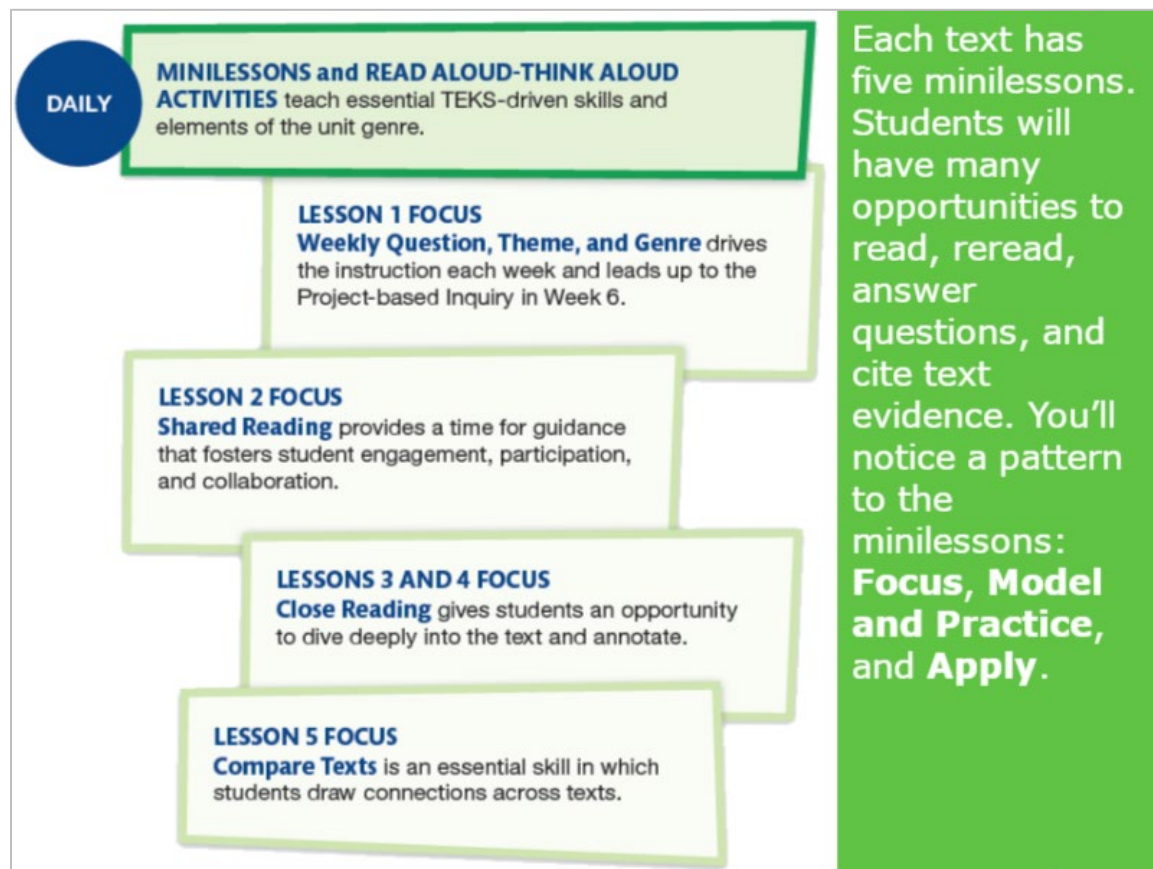 DAILY
MINILESSONS and READ ALOUD-THINK ALOUD
ACTIVITIES teach essential TEKS-driven skills and
elements of the unit genre.
LESSON 1 FOCUS
Weekly Question, Theme, and Genre drives
the instruction each week and leads up to the
Project-based Inquiry in Week 6.
LESSON 2 FOCUS
Shared Reading provides a time for guidance
that fosters student engagement, participation,
and collaboration.
LESSONS 3 AND 4 FOCUS
Close Reading gives students an opportunity
to dive deeply into the text and annotate.
LESSON 5 FOCUS
Compare Texts is an essential skill in which
students draw connections across texts.
Each text has
five minilessons.
Students will
have many
opportunities to
read, reread,
answer
questions, and
cite text
evidence. You’ll
notice a pattern
to the
minilessons:
Focus, Model
and Practice,
and Apply.